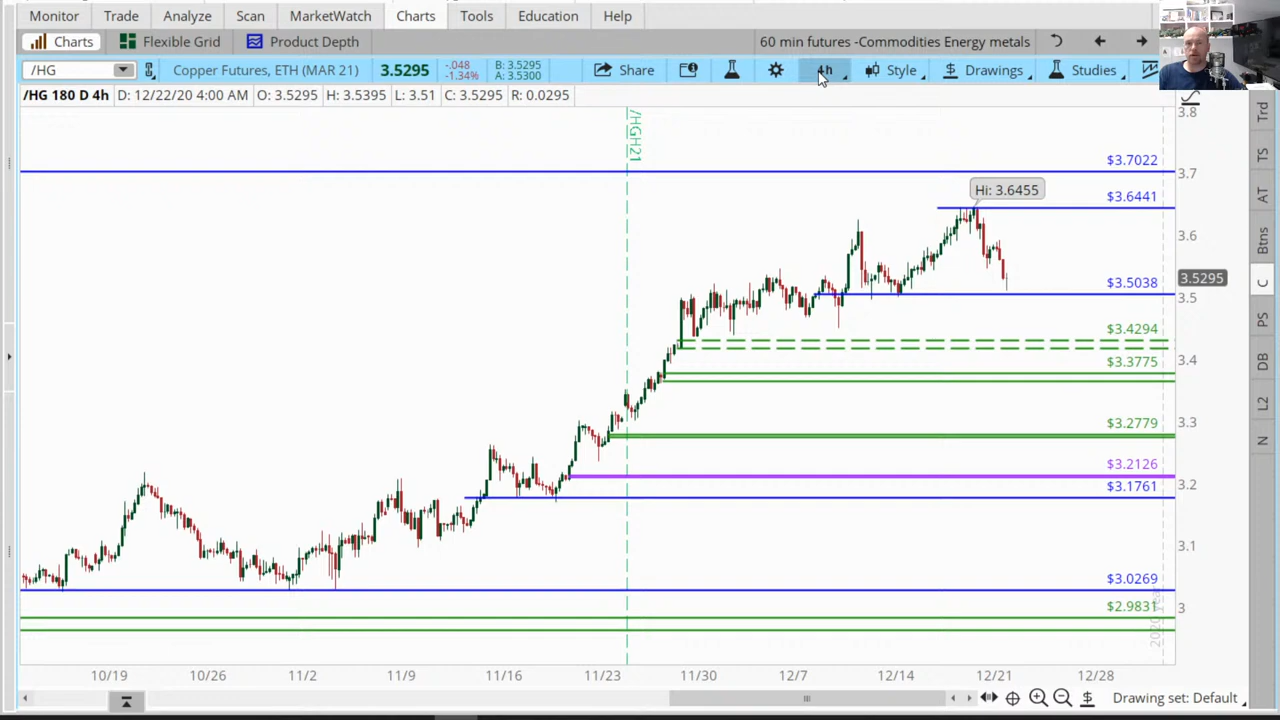 Monitor Trade Analyze Scan MarketWatch Charts Tools Education Help
Charts Flexible Grid Product Depth 60 min futures -Commodities Energy metals
/HG Copper Futures, ETH (MAR 21) 3.5295 -.048 -1.34% B: 3.5295 A: 3.5300 Share 4h Style Drawings Studies
/HG 180 D 4h D: 12/22/20 4:00 AM O: 3.5295 H: 3.5395 L: 3.51 C: 3.5295 R: 0.0295
/HGH21
$3.7022
Hi: 3.6455
$3.6441
$3.5038
$3.4294
$3.3775
$3.2779
$3.2126
$3.1761
$3.0269
$2.9831
3.8
3.7
3.6
3.5295
3.5
3.4
3.3
3.2
3.1
3
Trd
TS
AT
Btns
C
PS
DB
L2
N
10/19 10/26 11/2 11/9 11/16 11/23 11/30 12/7 12/14 12/21 12/28
Drawing set: Default